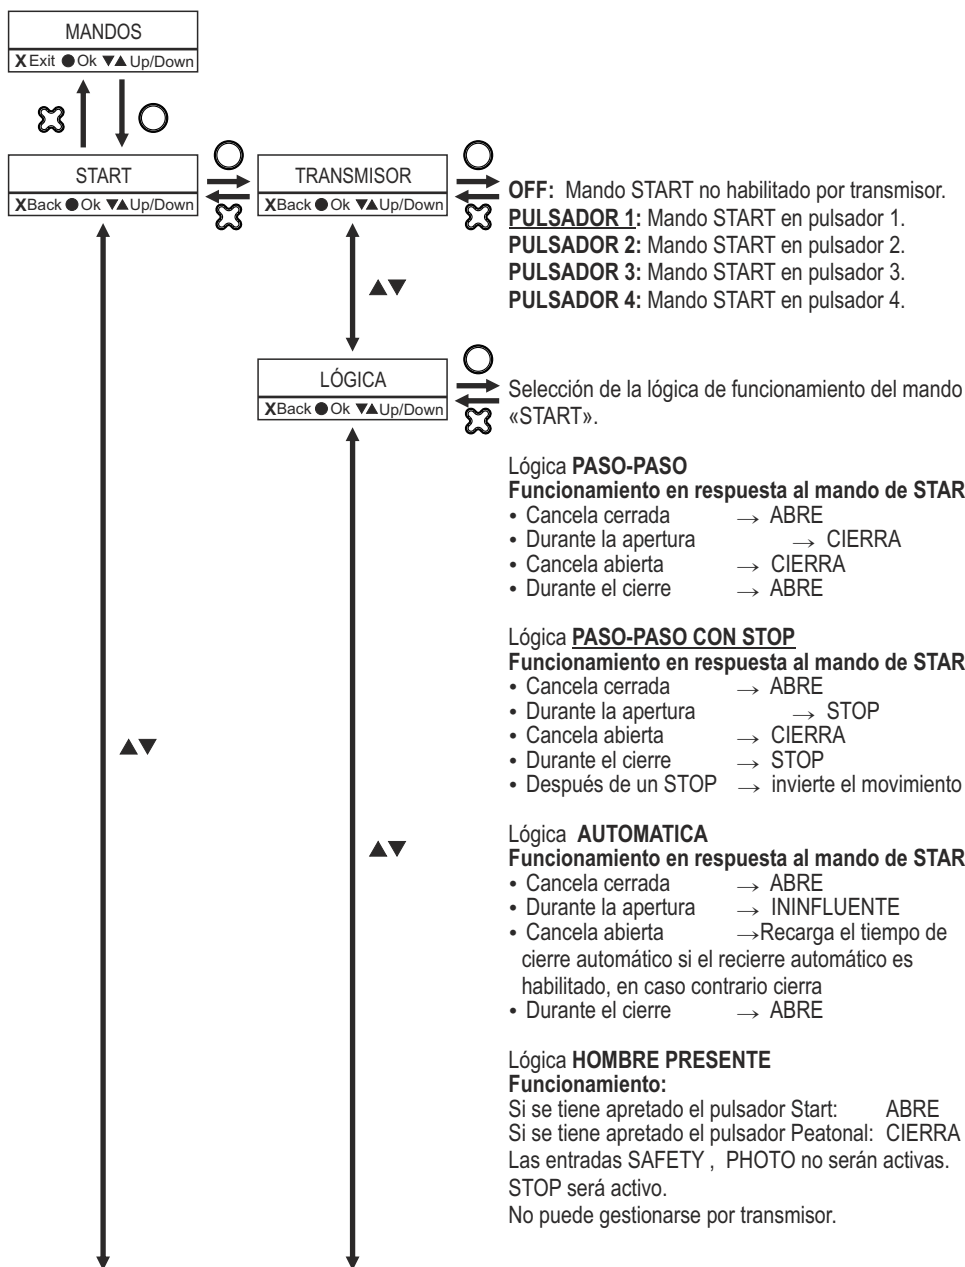 MANDOS
X Exit ● Ok ▼▲ Up/Down
START
XBack ● Ok ▼▲Up/Down
TRANSMISOR
XBack ● Ok ▼▲Up/Down
OFF: Mando START no habilitado por transmisor.
PULSADOR 1: Mando START en pulsador 1.
PULSADOR 2: Mando START en pulsador 2.
PULSADOR 3: Mando START en pulsador 3.
PULSADOR 4: Mando START en pulsador 4.
▲▼
LÓGICA
XBack ● Ok ▼▲Up/Down
Selección de la lógica de funcionamiento del mando
«START».
Lógica PASO-PASO
Funcionamiento en respuesta al mando de STAR
• Cancela cerrada → ABRE
• Durante la apertura → CIERRA
• Cancela abierta → CIERRA
• Durante el cierre → ABRE
Lógica PASO-PASO CON STOP
Funcionamiento en respuesta al mando de STAR
• Cancela cerrada → ABRE
• Durante la apertura → STOP
• Cancela abierta → CIERRA
• Durante el cierre → STOP
• Después de un STOP → invierte el movimiento
▲▼
Lógica AUTOMATICA
Funcionamiento en respuesta al mando de STAR
• Cancela cerrada → ABRE
• Durante la apertura → ININFLUENTE
• Cancela abierta →Recarga el tiempo de
cierre automático si el recierre automático es
habilitado, en caso contrario cierra
• Durante el cierre → ABRE
▲▼
Lógica HOMBRE PRESENTE
Funcionamiento:
Si se tiene apretado el pulsador Start: ABRE
Si se tiene apretado el pulsador Peatonal: CIERRA
Las entradas SAFETY , PHOTO no serán activas.
STOP será activo.
No puede gestionarse por transmisor.